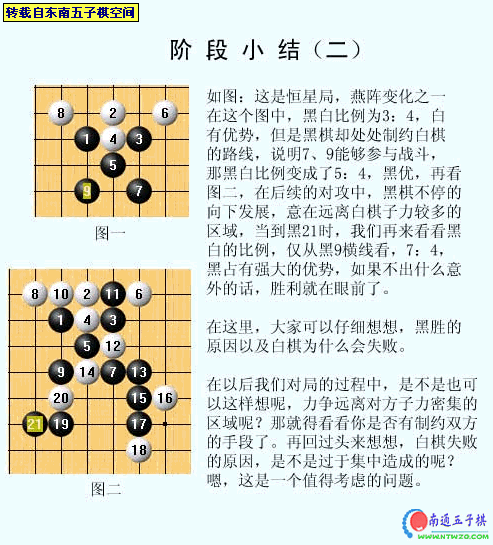 转载自东南五子棋空间
阶段小结（二）
如图：这是恒星局，燕阵变化之一
在这个图中，黑白比例为3：4，白
有优势，但是黑棋却处处制约白棋
的路线，说明7、9能够参与战斗，
那黑白比例变成了5：4，黑优，再看
图二，在后续的对攻中，黑棋不停的
向下发展，意在远离白棋子力较多的
区域，当到黑21时，我们再来看看黑
白的比例，仅从黑9横线看，7：4，
黑占有强大的优势，如果不出什么意
外的话，胜利就在眼前了。
在这里，大家可以仔细想想，黑胜的
原因以及白棋为什么会失败。
在以后我们对局的过程中，是不是也可
以这样想呢，力争远离对方子力密集的
区域呢？那就得看看你是否有制约双方
的手段了。再回过头来想想，白棋失败
的原因，是不是过于集中造成的呢？
嗯，这是一个值得考虑的问题。
8 2 6
1 4 3
5
9 7
图一
8 10 2 11 6
1 4 3
5 12
9 14 7 13
20 15 16
21 19 17
18
图二
南通五子棋
WWW.NTWZQ.COM